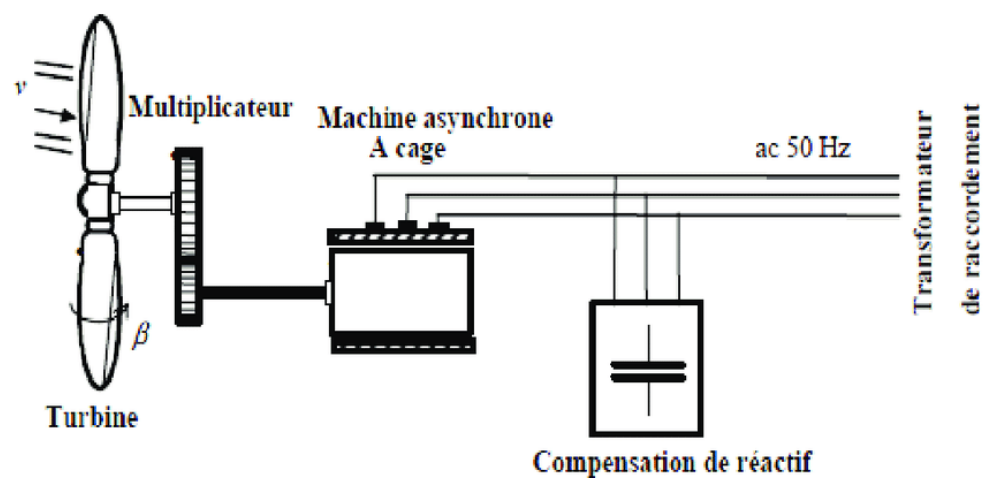 v
Multiplicateur
Machine asynchrone
A cage
ac 50 Hz
Transformateur
de raccordement
β
Turbine
Compensation de réactif